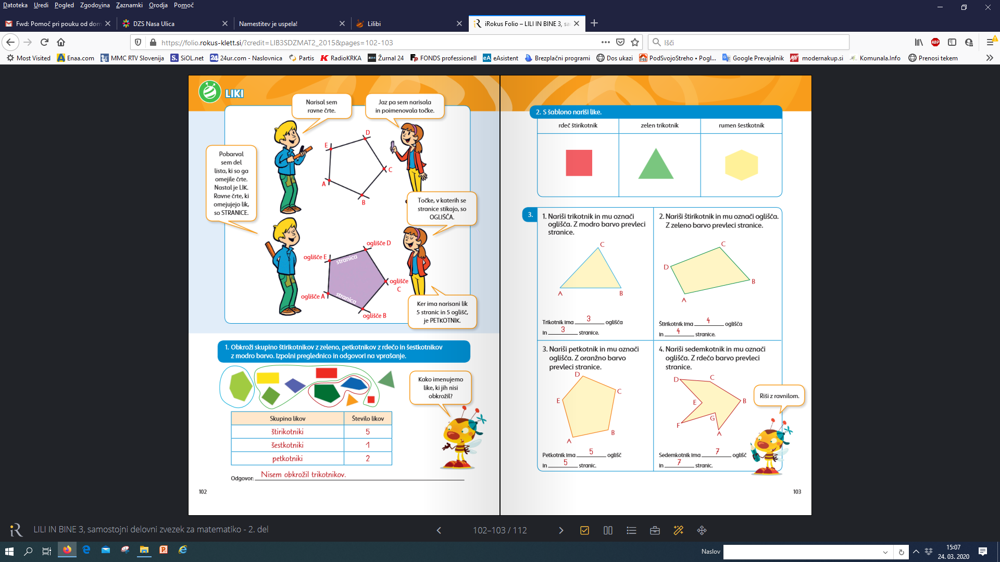 Datoteka Uredi Pogled Zgodovina Zaznamki Orodja Pomoč
Fwd: Pomoč pri pouku od dom
DZS Nasa Ulica
Namestitev je uspela!
Lilibi
iRokus Folio – LILI IN BINE 3, sa
https://folio.rokus-klett.si/?credit=LIB3SDZMAT2_2015&pages=102-103
Išči
Most Visited Enaa.com MMC RTV Slovenija SiOL.net 24ur.com - Naslovnica Partis RadioKRKA Žurnal 24 FONDS professionell eAsistent Brezplačni programi Dos ukazi PodSvojoStreho • Pogl... Google Prevajalnik modernakup.si Komunala.Info Prenosi tekem
LIKI
Narisal sem
ravne črte.
Jaz pa sem narisala
in poimenovala točke.
D
E
C
A
B
Pobarval
sem del
lista, ki so ga
omejile črte.
Nastal je LIK.
Ravne črte, ki
omejujejo lik,
so STRANICE.
Točke, v katerih se
stranice stikajo, so
OGLIŠČA.
oglišče D
oglišče E
stranica
oglišče
C
oglišče A
stranica
oglišče B
Ker ima narisani lik
5 stranic in 5 oglišč,
je PETKOTNIK.
1. Obkroži skupino štirikotnikov z zeleno, petkotnikov z rdečo in šestkotnikov
z modro barvo. Izpolni preglednico in odgovori na vprašanje.
Kako imenujemo
like, ki jih nisi
obkrožil?
Skupina likov Število likov
štirikotniki 5
šestkotniki 1
petkotniki 2
Odgovor: Nisem obkrožil trikotnikov.
102
2. S šablono nariši like.
rdeč štirikotnik zelen trikotnik rumen šestkotnik
3.
1. Nariši trikotnik in mu označi
oglišča. Z modro barvo prevleci
stranice.
C
A
B
Trikotnik ima 3 oglišča
in 3 stranice.
2. Nariši štirikotnik in mu označi oglišča.
Z zeleno barvo prevleci stranice.
C
D
B
A
Štirikotnik ima 4 oglišča
in 4 stranice.
3. Nariši petkotnik in mu označi
oglišča. Z oranžno barvo
prevleci stranice.
D
C
E
B
A
Petkotnik ima 5 oglišč
in 5 stranic.
4. Nariši sedemkotnik in mu označi
oglišča. Z rdečo barvo prevleci
stranice.
D
C
E
B
G
F
A
Riši z ravnilom.
Sedemkotnik ima 7 oglišč
in 7 stranic.
103
LILI IN BINE 3, samostojni delovni zvezek za matematiko - 2. del
102–103 / 112
Naslov
15:07
24. 03. 2020